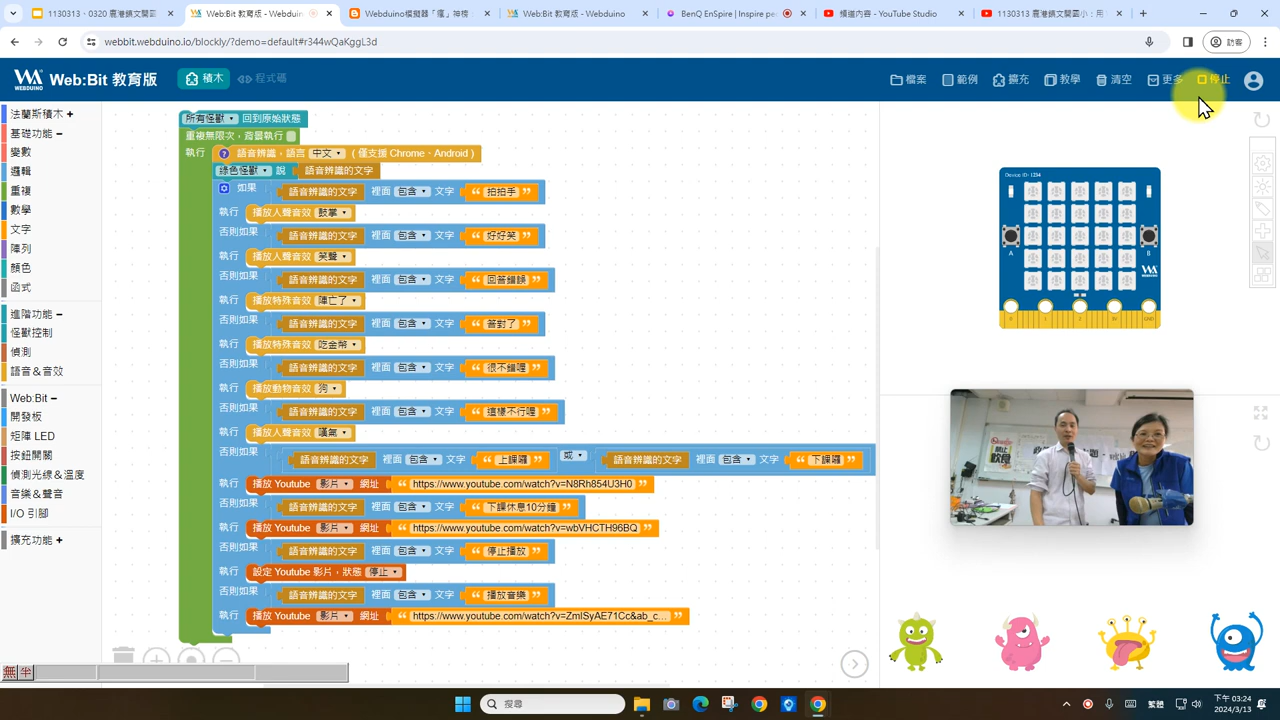 1130313、0320 鹿港鎮文開國
Web:Bit 教育版 - Webduin
Webduino模擬器「瘋」神榜:
Web:Bit 教育版 - Webduino
BenQ EnSpire | Inspire pe
頻道內容 - YouTube Studio
1130313 鹿港鎮文開國小：用
webbit.webduino.io/blockly/?demo=default#r344wQaKggL3d
訪客
WEBDUINO
Web:Bit 教育版
積木
程式碼
檔案
範例
擴充
教學
清空
更多
停止
法蘭斯積木
基礎功能
變數
邏輯
重複
數學
文字
陣列
顏色
函式
進階功能
怪獸控制
偵測
語音＆音效
Web:Bit
開發板
矩陣 LED
按鈕開關
偵測光線＆溫度
音樂＆聲音
I/O 引腳
擴充功能
所有怪獸 回到原始狀態
重複無限次，背景執行
執行 語音辨識，語言 中文 ( 僅支援 Chrome、Android )
綠色怪獸 說 語音辨識的文字
如果 語音辨識的文字 裡面 包含 文字 “ 拍拍手 ”
執行 播放人聲音效 鼓掌
否則如果 語音辨識的文字 裡面 包含 文字 “ 好好笑 ”
執行 播放人聲音效 笑聲
否則如果 語音辨識的文字 裡面 包含 文字 “ 回答錯誤 ”
執行 播放特殊音效 陣亡了
否則如果 語音辨識的文字 裡面 包含 文字 “ 答對了 ”
執行 播放特殊音效 吃金幣
否則如果 語音辨識的文字 裡面 包含 文字 “ 很不錯喔 ”
執行 播放動物音效 狗
否則如果 語音辨識的文字 裡面 包含 文字 “ 這樣不行喔 ”
執行 播放人聲音效 嘆氣
否則如果 語音辨識的文字 裡面 包含 文字 “ 上課囉 ” 或 語音辨識的文字 裡面 包含 文字 “ 下課囉 ”
執行 播放 Youtube 影片 網址 “ https://www.youtube.com/watch?v=N8Rh854U3H0 ”
否則如果 語音辨識的文字 裡面 包含 文字 “ 下課休息10分鐘 ”
執行 播放 Youtube 影片 網址 “ https://www.youtube.com/watch?v=wbVHCTH96BQ ”
否則如果 語音辨識的文字 裡面 包含 文字 “ 停止播放 ”
執行 設定 Youtube 影片，狀態 停止
否則如果 語音辨識的文字 裡面 包含 文字 “ 播放音樂 ”
執行 播放 Youtube 影片 網址 “ https://www.youtube.com/watch?v=ZmISyAE71Cc&ab_c... ”
Device ID: 1234
A
B
禁止
飲食
無 半
搜尋
下午 03:24
2024/3/13